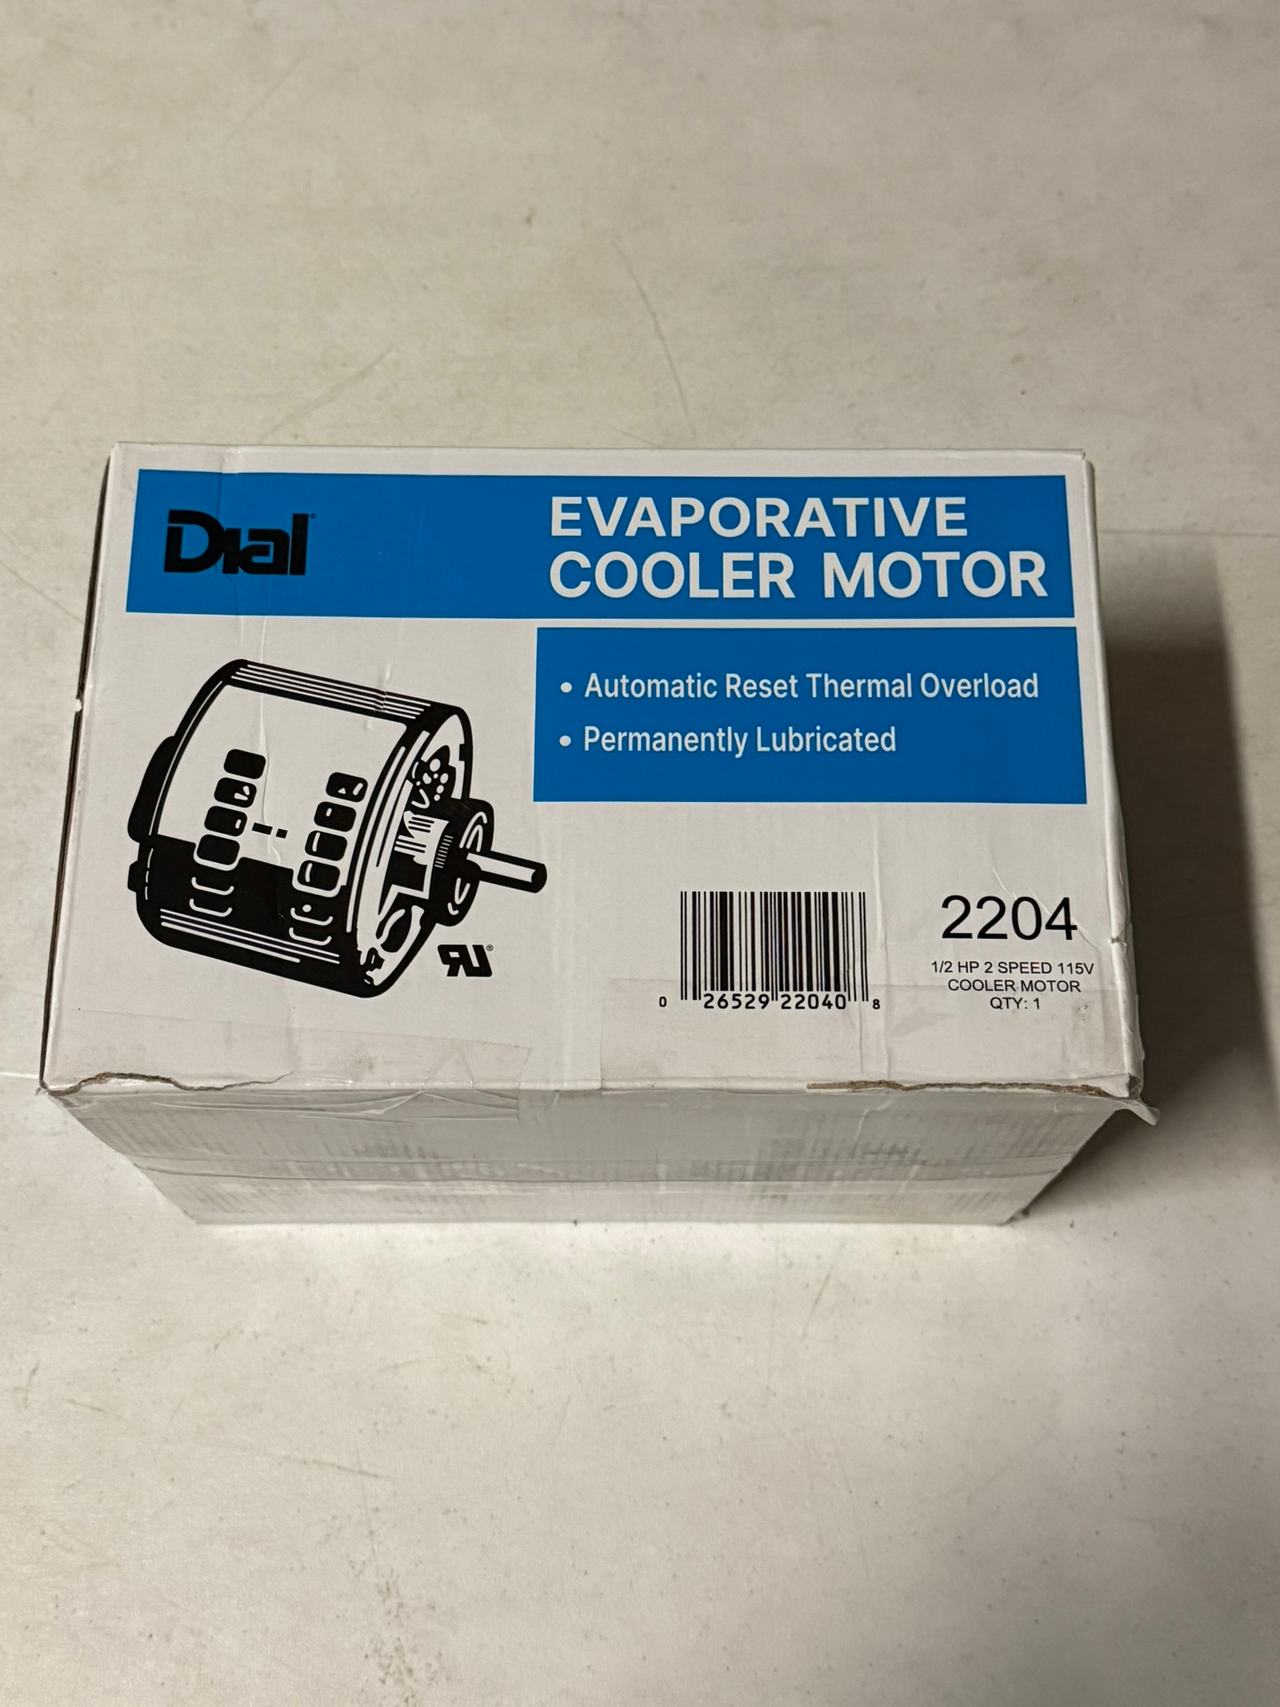 Dial®
EVAPORATIVE
COOLER MOTOR
• Automatic Reset Thermal Overload
• Permanently Lubricated
2204
1/2 HP 2 SPEED 115V
COOLER MOTOR
QTY: 1
0 26529 22040 8